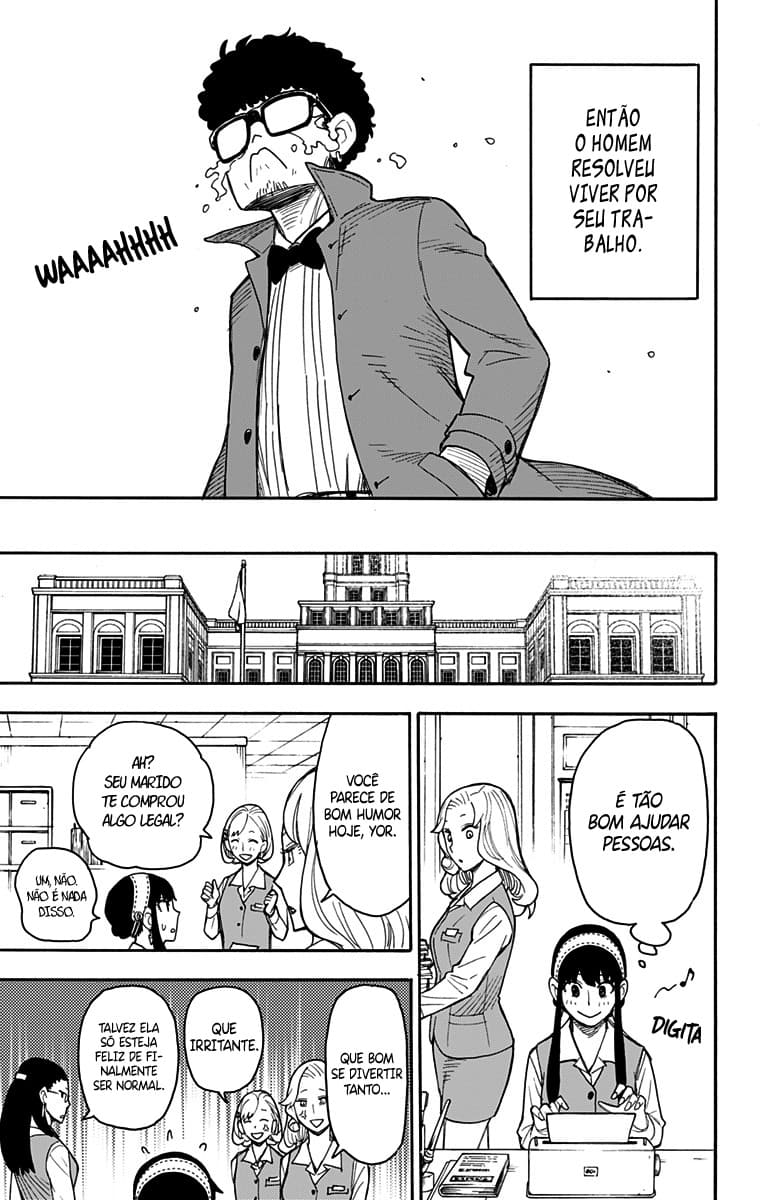 ENTÃO
O HOMEM
RESOLVEU
VIVER POR
SEU TRA-
BALHO.
WAAAAHHHH
É TÃO
BOM AJUDAR
PESSOAS.
DIGITA
VOCÊ
PARECE DE
BOM HUMOR
HOJE, YOR.
AH?
SEU MARIDO
TE COMPROU
ALGO LEGAL?
UM, NÃO.
NÃO É NADA
DISSO.
QUE BOM
SE DIVERTIR
TANTO...
QUE
IRRITANTE.
TALVEZ ELA
SÓ ESTEJA
FELIZ DE FI-
NALMENTE
SER NORMAL.